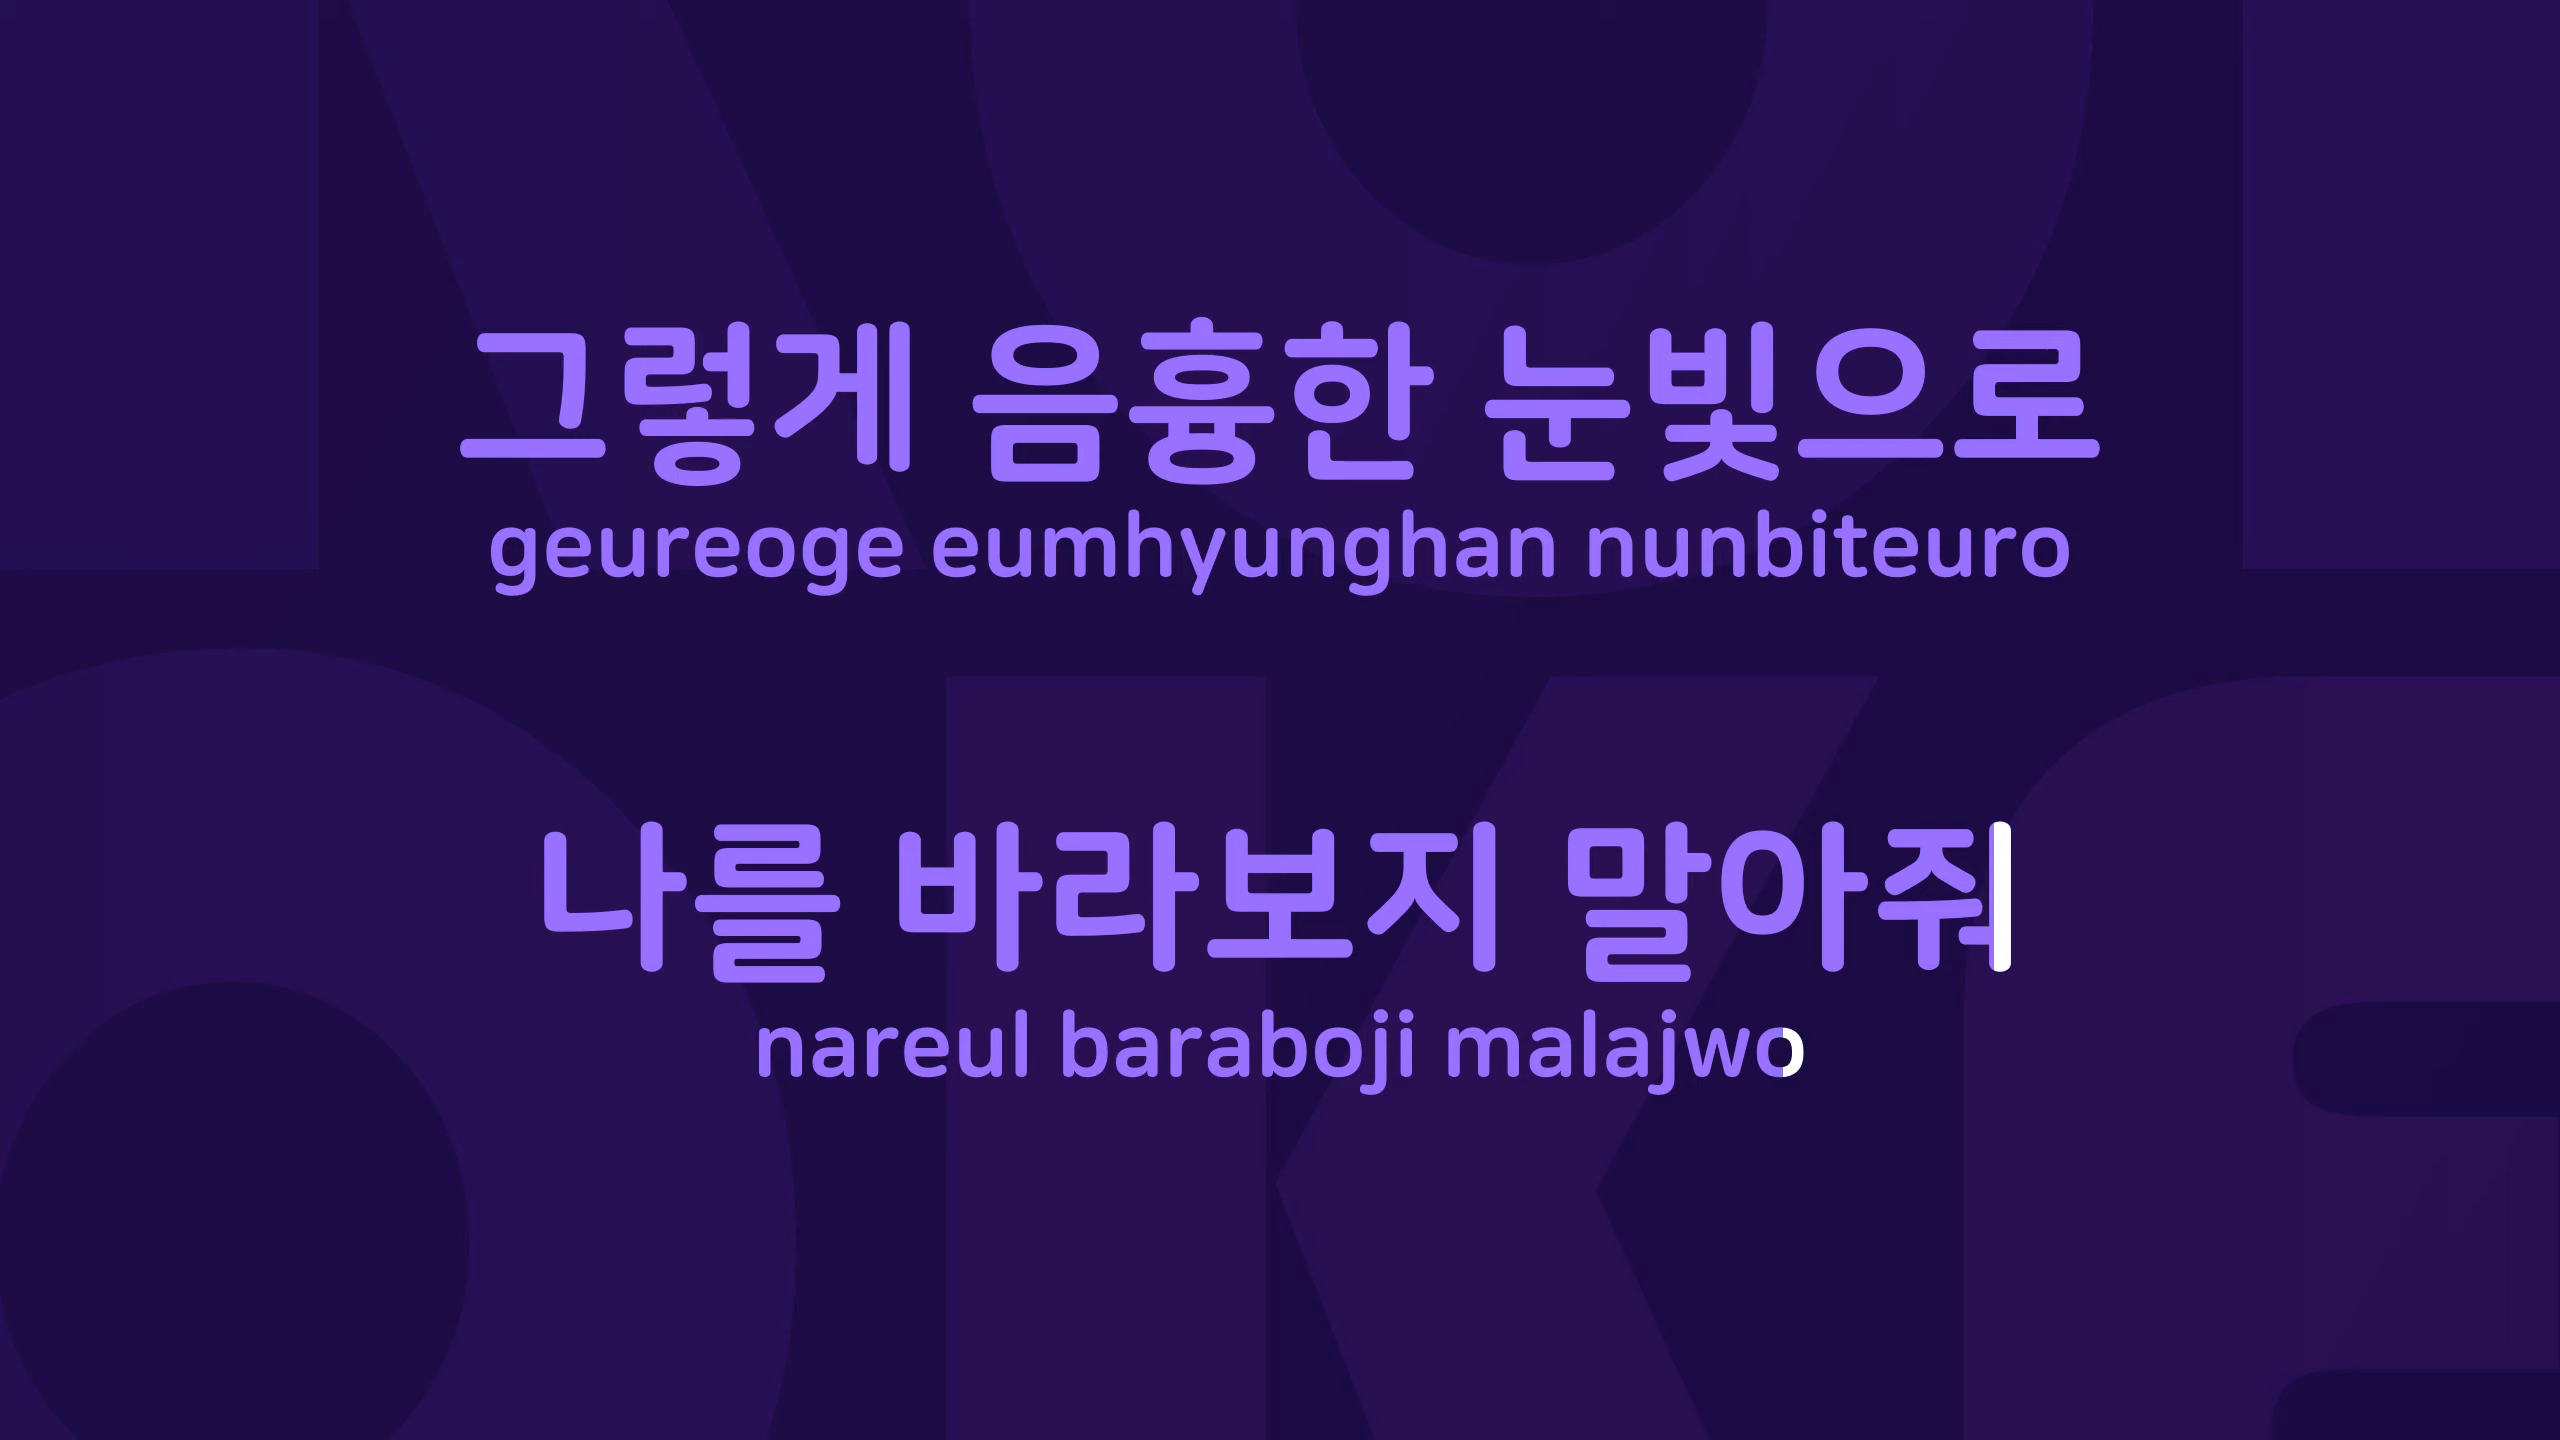 그렇게 음흉한 눈빛으로
geureoge eumhyunghan nunbiteuro
나를 바라보지 말아줘
nareul baraboji malajwo